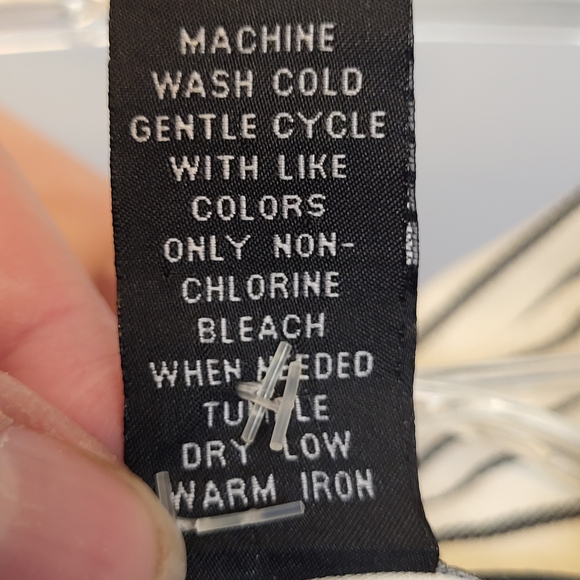 MACHINE
WASH COLD
GENTLE CYCLE
WITH LIKE
COLORS
ONLY NON-
CHLORINE
BLEACH
WHEN NEEDED
TUMBLE
DRY LOW
WARM IRON